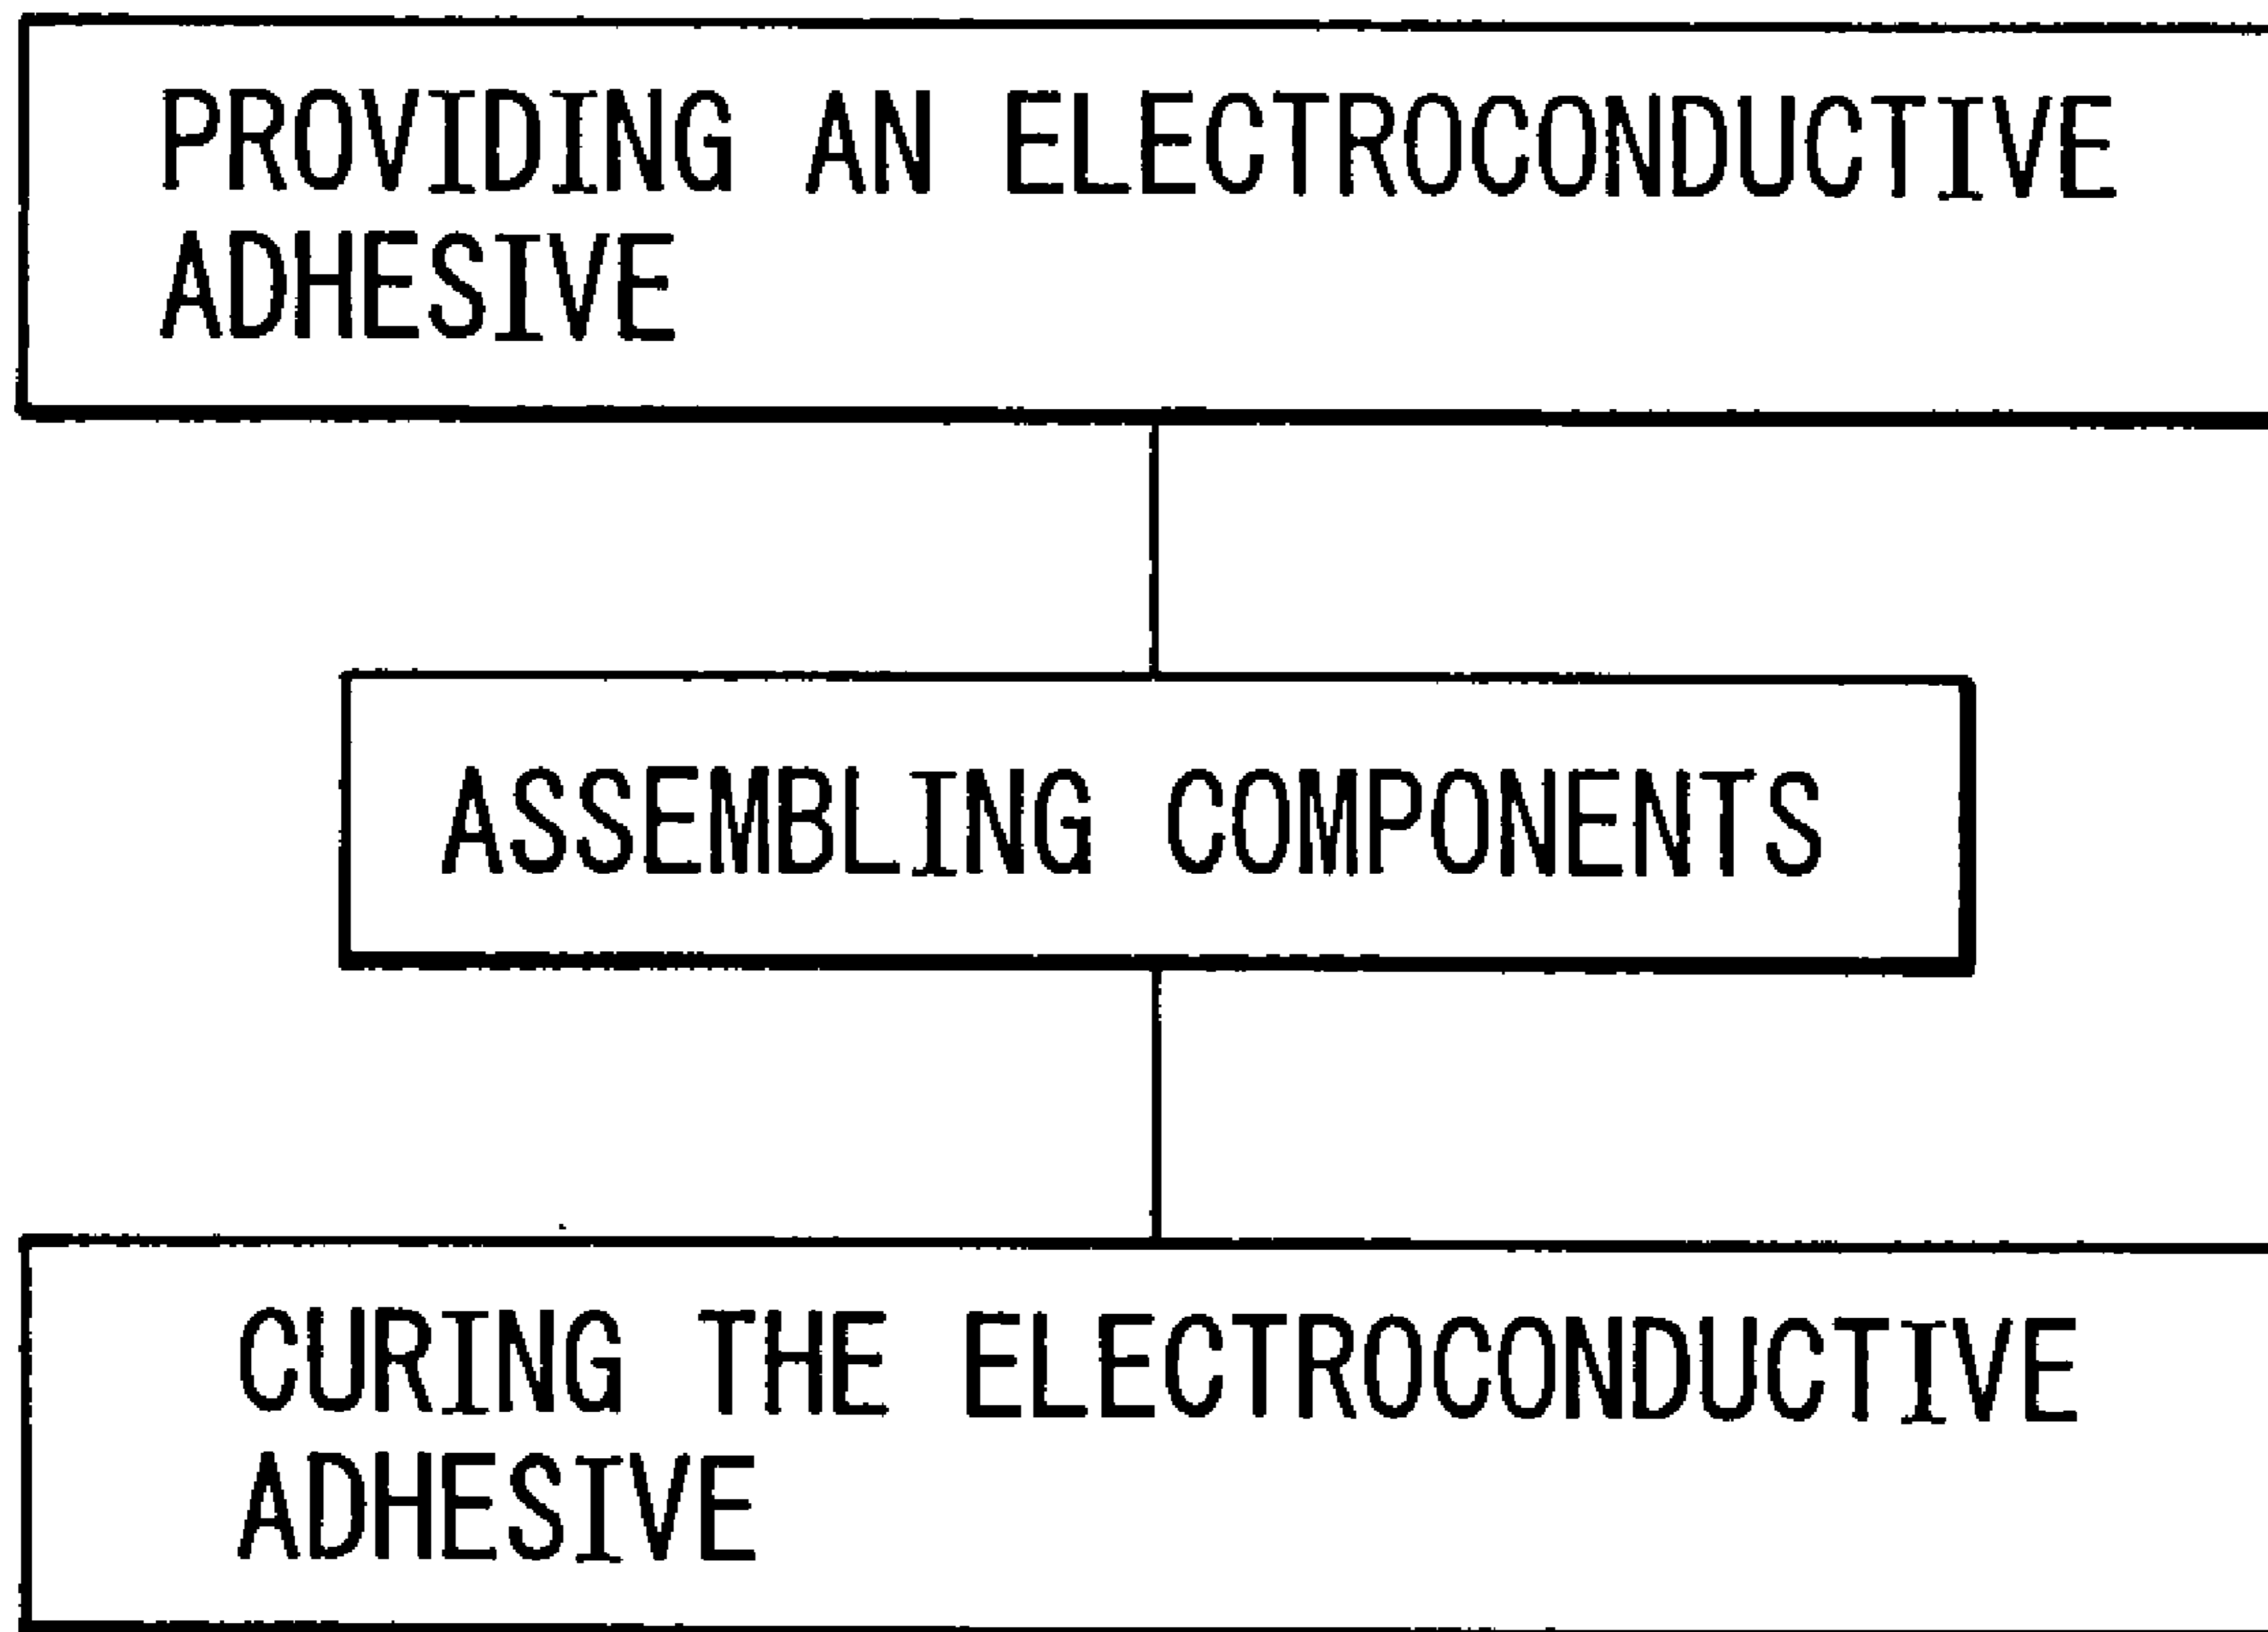 PROVIDING AN ELECTROCONDUCTIVE
ADHESIVE
ASSEMBLING COMPONENTS
CURING THE ELECTROCONDUCTIVE
ADHESIVE